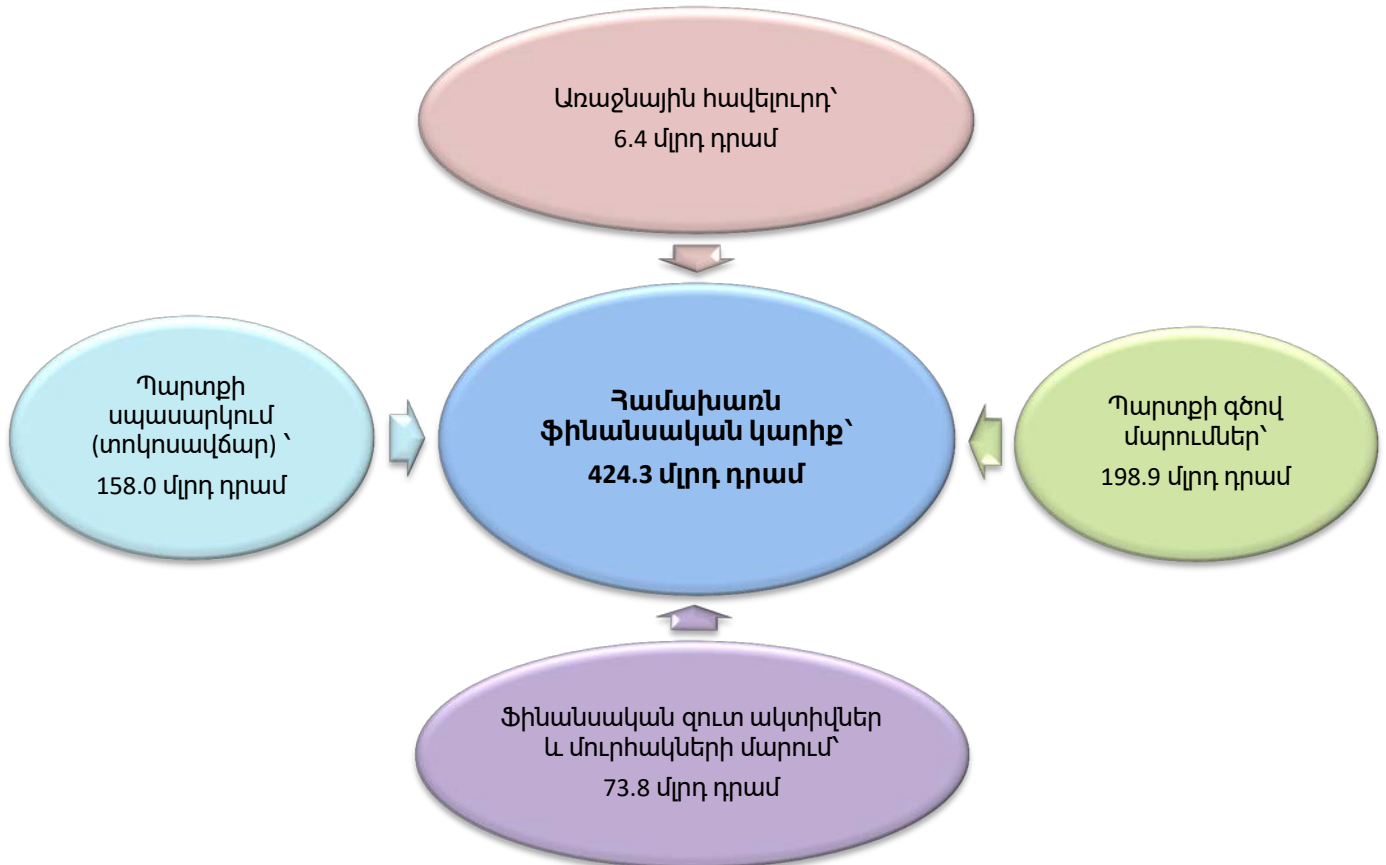 Առաջնային հավելուրդ՝
6.4 մլրդ դրամ
Պարտքի
սպասարկում
(տոկոսավճար) ՝
158.0 մլրդ դրամ
Համախառն
ֆինանսական կարիք՝
424.3 մլրդ դրամ
Պարտքի գծով
մարումներ՝
198.9 մլրդ դրամ
Ֆինանսական զուտ ակտիվներ
և մուրհակների մարում՝
73.8 մլրդ դրամ